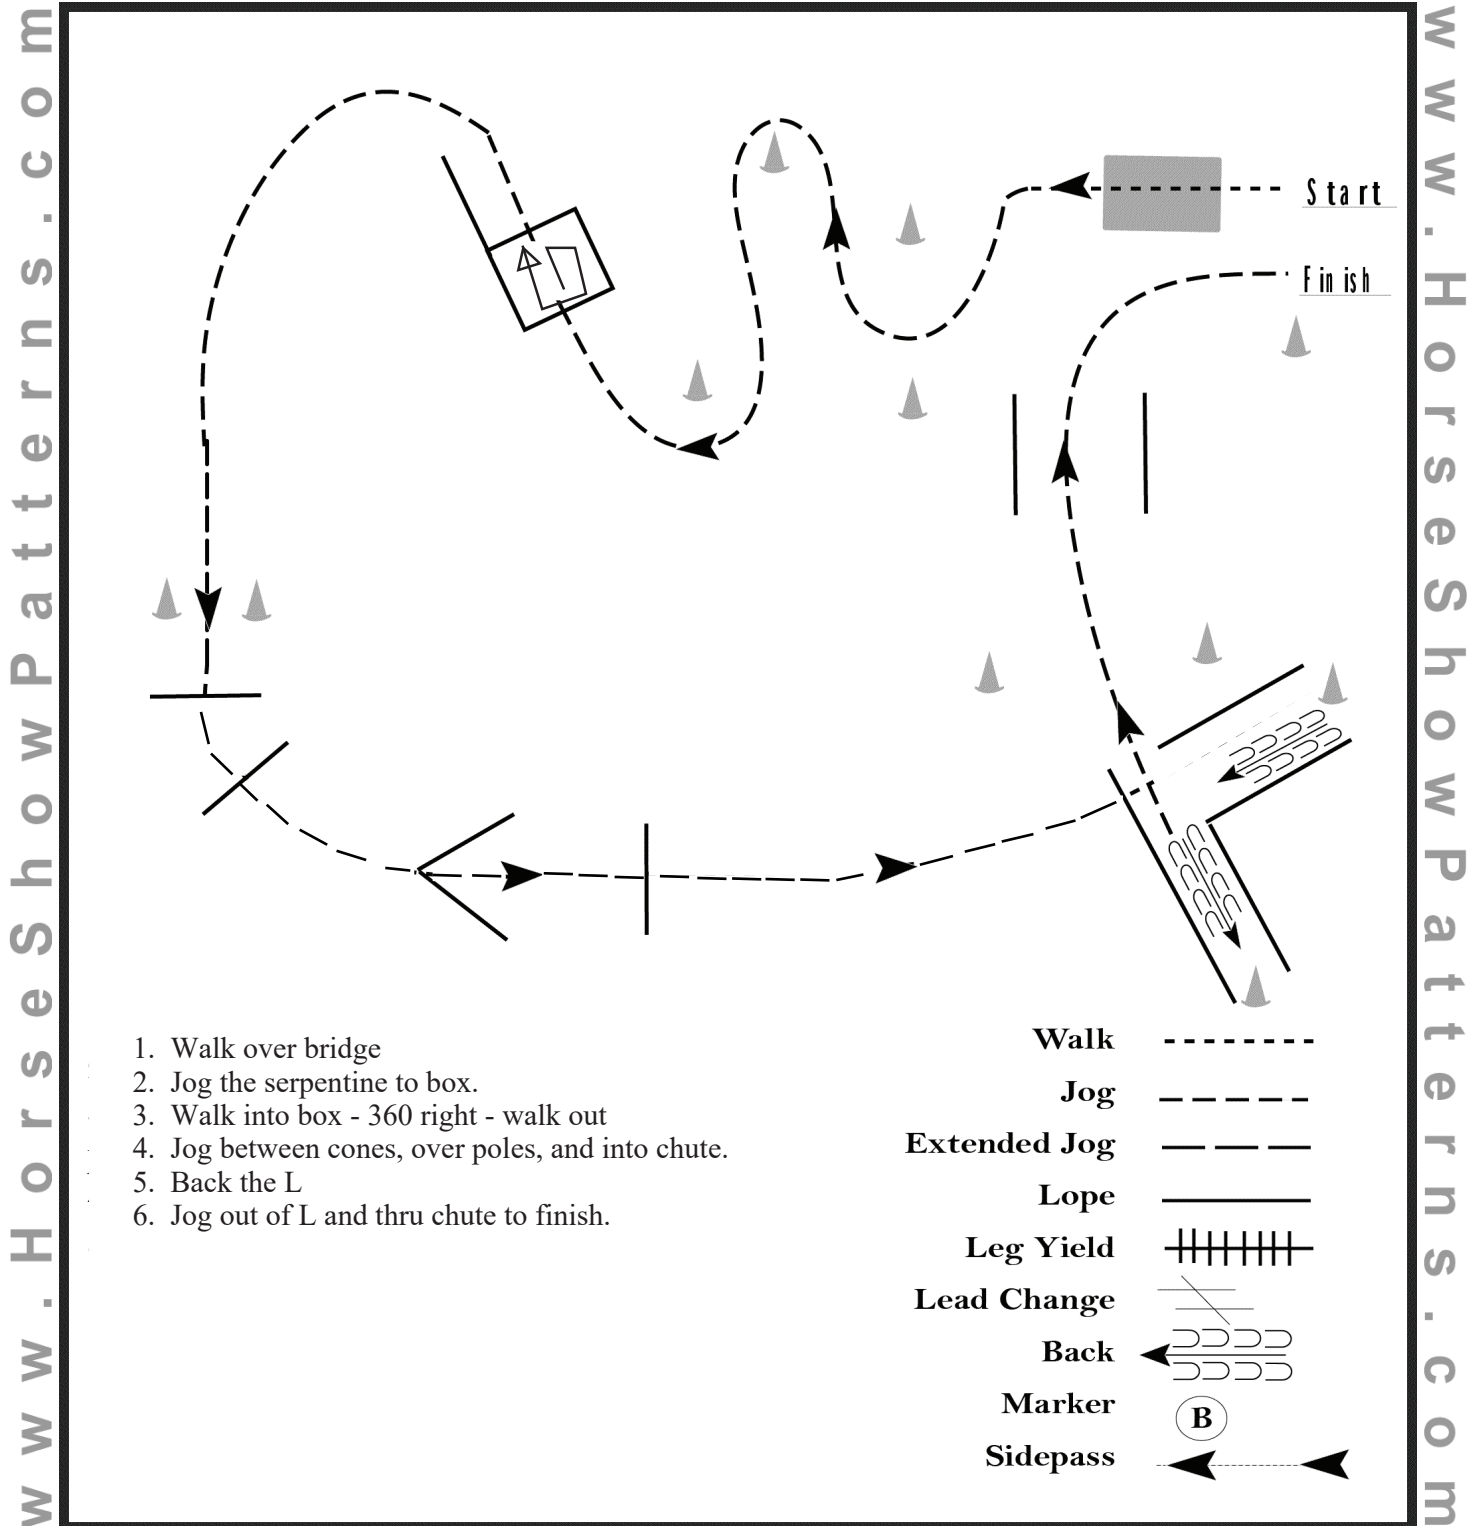 www.HorseShowPatterns.com
www.HorseShowPatterns.com
Start
Finish
1. Walk over bridge
2. Jog the serpentine to box.
3. Walk into box - 360 right - walk out
4. Jog between cones, over poles, and into chute.
5. Back the L
6. Jog out of L and thru chute to finish.
Walk
Jog
Extended Jog
Lope
Leg Yield
Lead Change
Back
Marker B
Sidepass